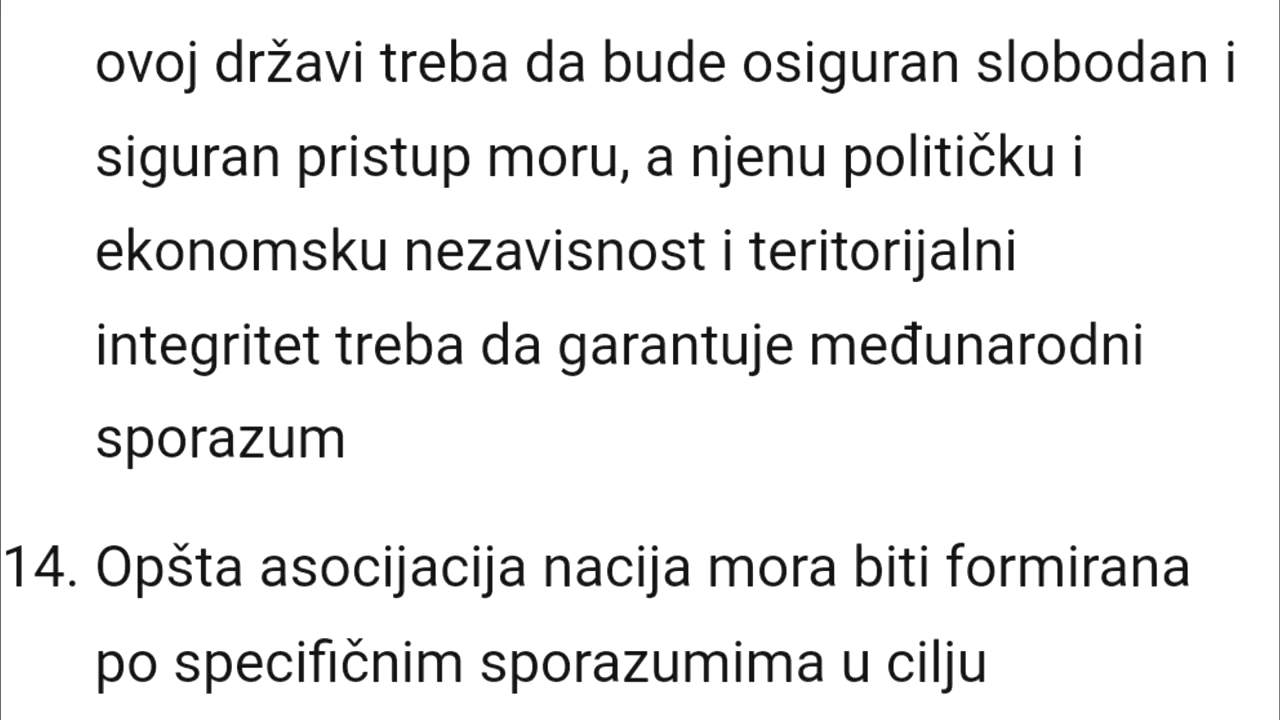 ovoj državi treba da bude osiguran slobodan i
siguran pristup moru, a njenu političku i
ekonomsku nezavisnost i teritorijalni
integritet treba da garantuje međunarodni
sporazum
14. Opšta asocijacija nacija mora biti formirana
po specifičnim sporazumima u cilju